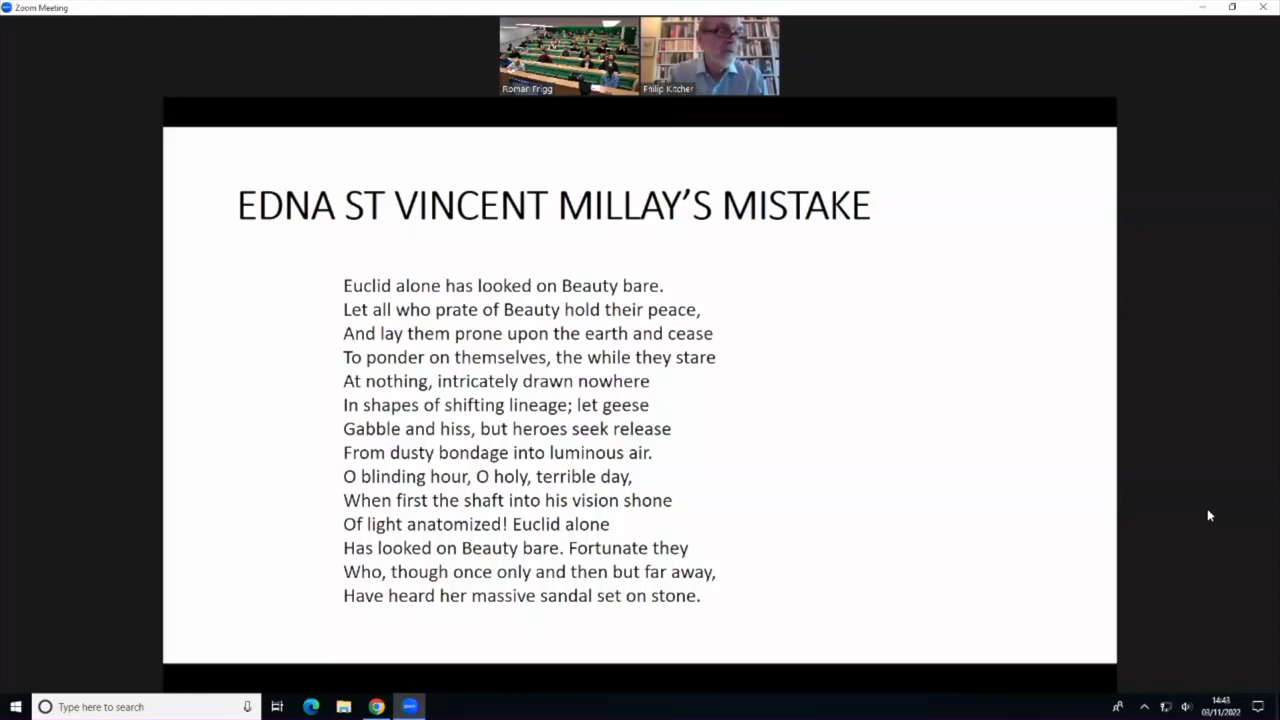 Zoom Meeting
Roman Frigg
Philip Kitcher
EDNA ST VINCENT MILLAY’S MISTAKE
Euclid alone has looked on Beauty bare.
Let all who prate of Beauty hold their peace,
And lay them prone upon the earth and cease
To ponder on themselves, the while they stare
At nothing, intricately drawn nowhere
In shapes of shifting lineage; let geese
Gabble and hiss, but heroes seek release
From dusty bondage into luminous air.
O blinding hour, O holy, terrible day,
When first the shaft into his vision shone
Of light anatomized! Euclid alone
Has looked on Beauty bare. Fortunate they
Who, though once only and then but far away,
Have heard her massive sandal set on stone.
Type here to search
14:43
03/11/2022